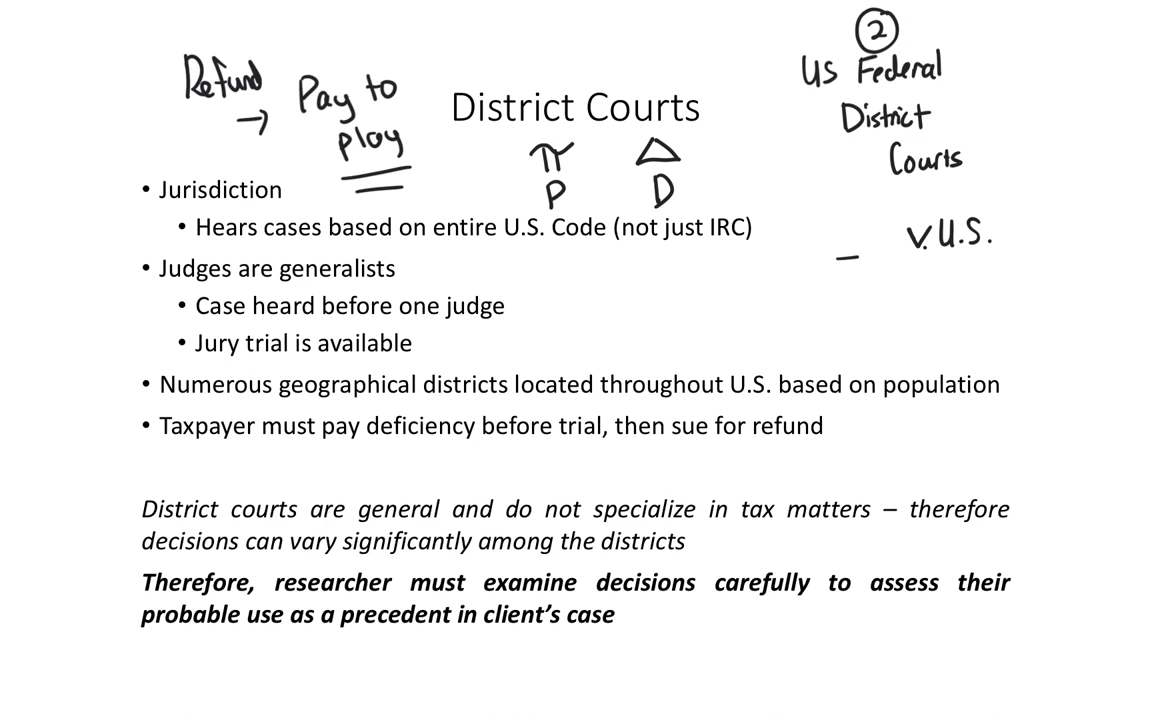 ②
US Federal
District
Courts
Refund
→ Pay to
play
District Courts
π Δ
P D
• Jurisdiction
• Hears cases based on entire U.S. Code (not just IRC)
_ v. U.S.
• Judges are generalists
• Case heard before one judge
• Jury trial is available
• Numerous geographical districts located throughout U.S. based on population
• Taxpayer must pay deficiency before trial, then sue for refund
District courts are general and do not specialize in tax matters – therefore
decisions can vary significantly among the districts
Therefore, researcher must examine decisions carefully to assess their
probable use as a precedent in client’s case